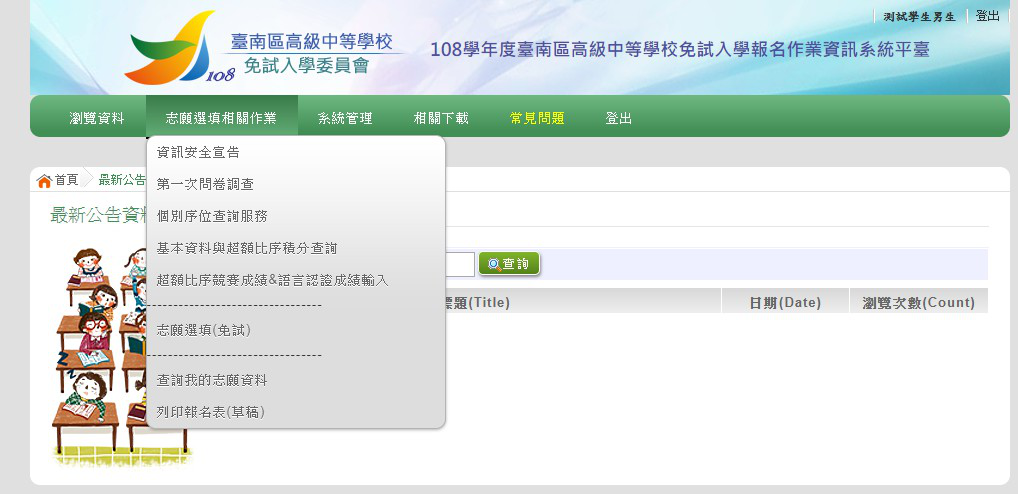 測試學生男生 登出
臺南區高級中等學校
免試入學委員會
108
108學年度臺南區高級中等學校免試入學報名作業資訊系統平臺
瀏覽資料 志願選填相關作業 系統管理 相關下載 常見問題 登出
資訊安全宣告
首頁 最新公告
第一次問卷調查
最新公告資
個別序位查詢服務
基本資料與超額比序積分查詢
查詢
超額比序競賽成績&語言認證成績輸入
標題(Title) 日期(Date) 瀏覽次數(Count)
--------------------------------
志願選填(免試)
--------------------------------
查詢我的志願資料
列印報名表(草稿)